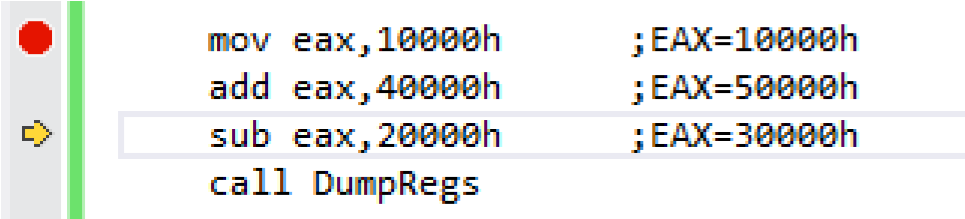 mov eax,10000h ;EAX=10000h
add eax,40000h ;EAX=50000h
sub eax,20000h ;EAX=30000h
call DumpRegs